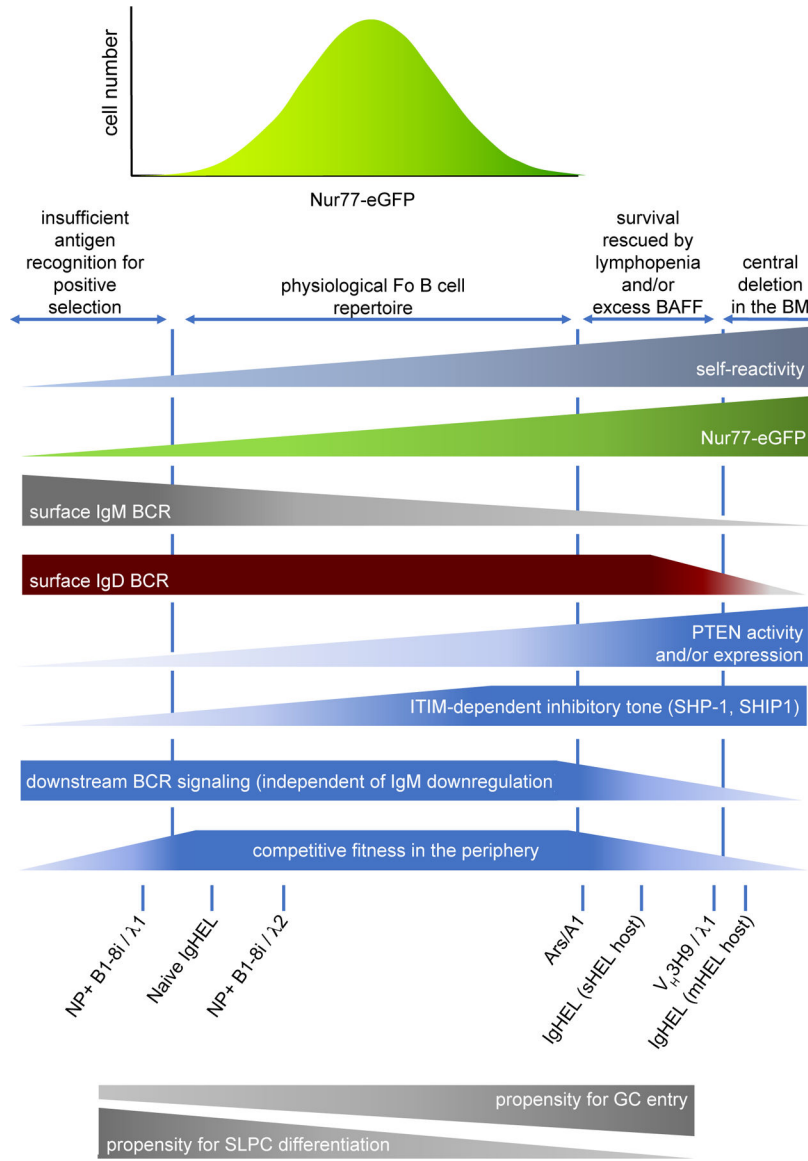 cell number
Nur77-eGFP
insufficient
antigen
recognition for
positive
selection
physiological Fo B cell
repertoire
survival
rescued by
lymphopenia
and/or
excess BAFF
central
deletion
in the BM
self-reactivity
Nur77-eGFP
surface IgM BCR
surface IgD BCR
PTEN activity
and/or expression
ITIM-dependent inhibitory tone (SHP-1, SHIP1)
downstream BCR signaling (independent of IgM downregulation
competitive fitness in the periphery
NP+ B1-8i / λ1
Naive IgHEL
NP+ B1-8i / λ2
Ars/A1
IgHEL (sHEL host)
VH3H9 / λ1
IgHEL (mHEL host)
propensity for GC entry
propensity for SLPC differentiation